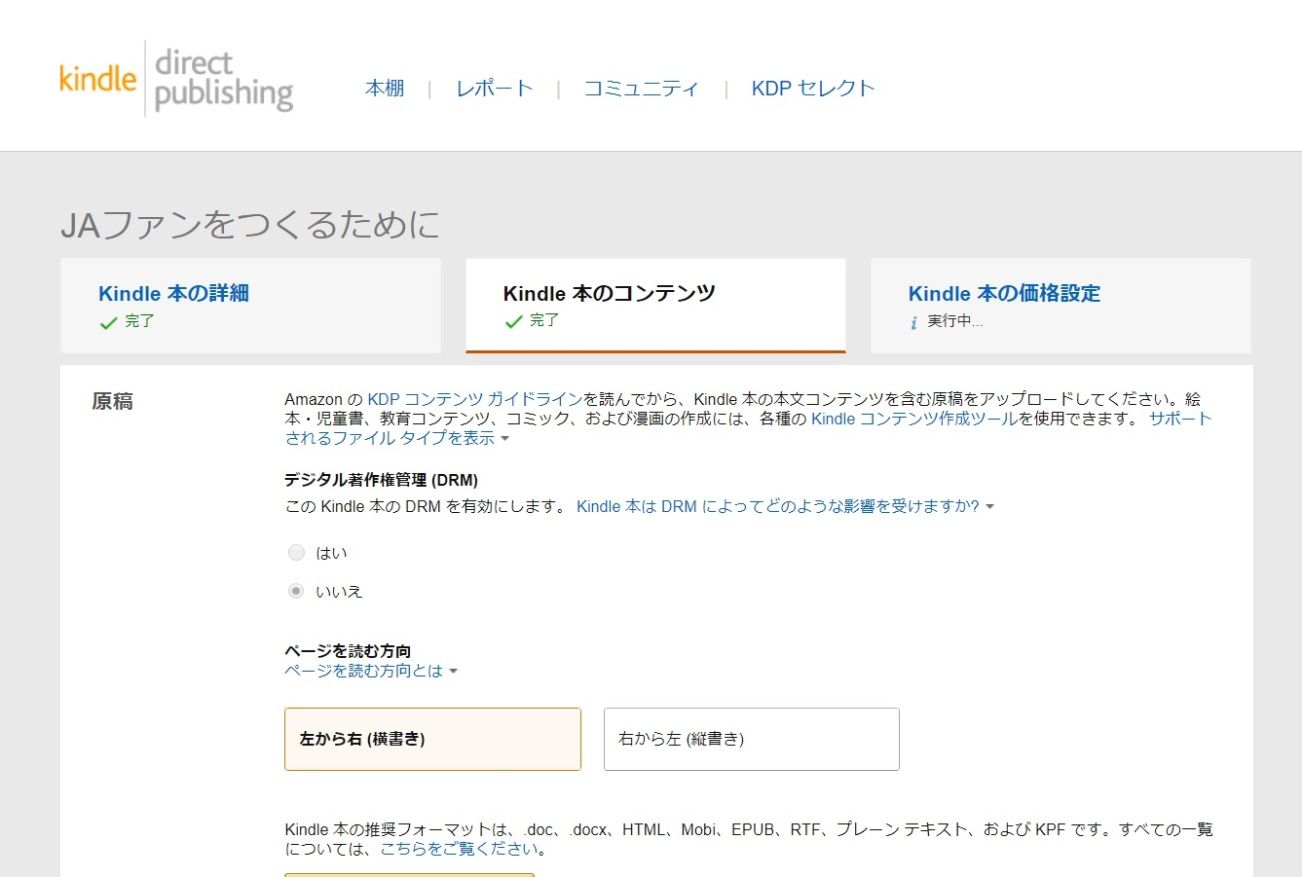 kindle direct publishing
本棚 | レポート | コミュニティ | KDP セレクト
JAファンをつくるために
Kindle 本の詳細
完了
Kindle 本のコンテンツ
完了
Kindle 本の価格設定
実行中...
原稿
Amazon の KDP コンテンツ ガイドラインを読んでから、Kindle 本の本文コンテンツを含む原稿をアップロードしてください。絵
本・児童書、教育コンテンツ、コミック、および漫画の作成には、各種の Kindle コンテンツ作成ツールを使用できます。 サポート
されるファイル タイプを表示
デジタル著作権管理 (DRM)
この Kindle 本の DRM を有効にします。 Kindle 本は DRM によってどのような影響を受けますか?
はい
いいえ
ページを読む方向
ページを読む方向とは
左から右 (横書き)
右から左 (縦書き)
Kindle 本の推奨フォーマットは、.doc、.docx、HTML、Mobi、EPUB、RTF、プレーン テキスト、および KPF です。すべての一覧
については、こちらをご覧ください。